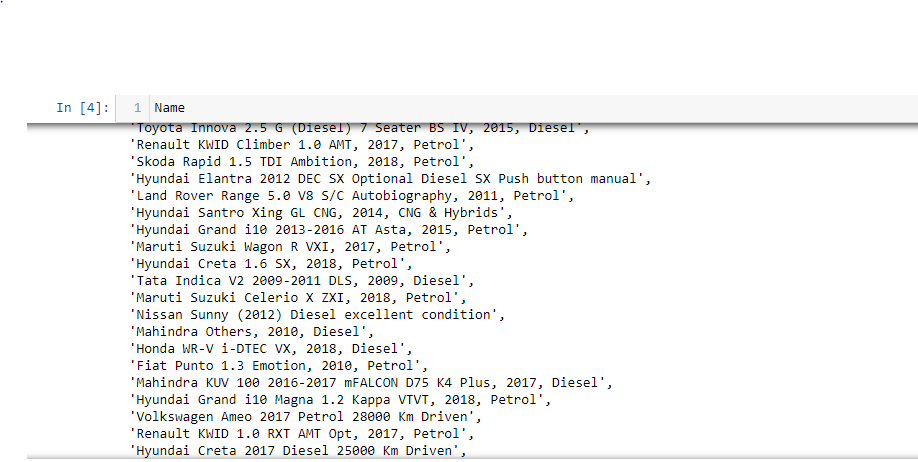 In [4]: 1 Name
'Toyota Innova 2.5 G (Diesel) 7 Seater BS IV, 2015, Diesel',
'Renault KWID Climber 1.0 AMT, 2017, Petrol',
'Skoda Rapid 1.5 TDI Ambition, 2018, Petrol',
'Hyundai Elantra 2012 DEC SX Optional Diesel SX Push button manual',
'Land Rover Range 5.0 V8 S/C Autobiography, 2011, Petrol',
'Hyundai Santro Xing GL CNG, 2014, CNG & Hybrids',
'Hyundai Grand i10 2013-2016 AT Asta, 2015, Petrol',
'Maruti Suzuki Wagon R VXI, 2017, Petrol',
'Hyundai Creta 1.6 SX, 2018, Petrol',
'Tata Indica V2 2009-2011 DLS, 2009, Diesel',
'Maruti Suzuki Celerio X ZXI, 2018, Petrol',
'Nissan Sunny (2012) Diesel excellent condition',
'Mahindra Others, 2010, Diesel',
'Honda WR-V i-DTEC VX, 2018, Diesel',
'Fiat Punto 1.3 Emotion, 2010, Petrol',
'Mahindra KUV 100 2016-2017 mFALCON D75 K4 Plus, 2017, Diesel',
'Hyundai Grand i10 Magna 1.2 Kappa VTVT, 2018, Petrol',
'Volkswagen Ameo 2017 Petrol 28000 Km Driven',
'Renault KWID 1.0 RXT AMT Opt, 2017, Petrol',
'Hyundai Creta 2017 Diesel 25000 Km Driven',